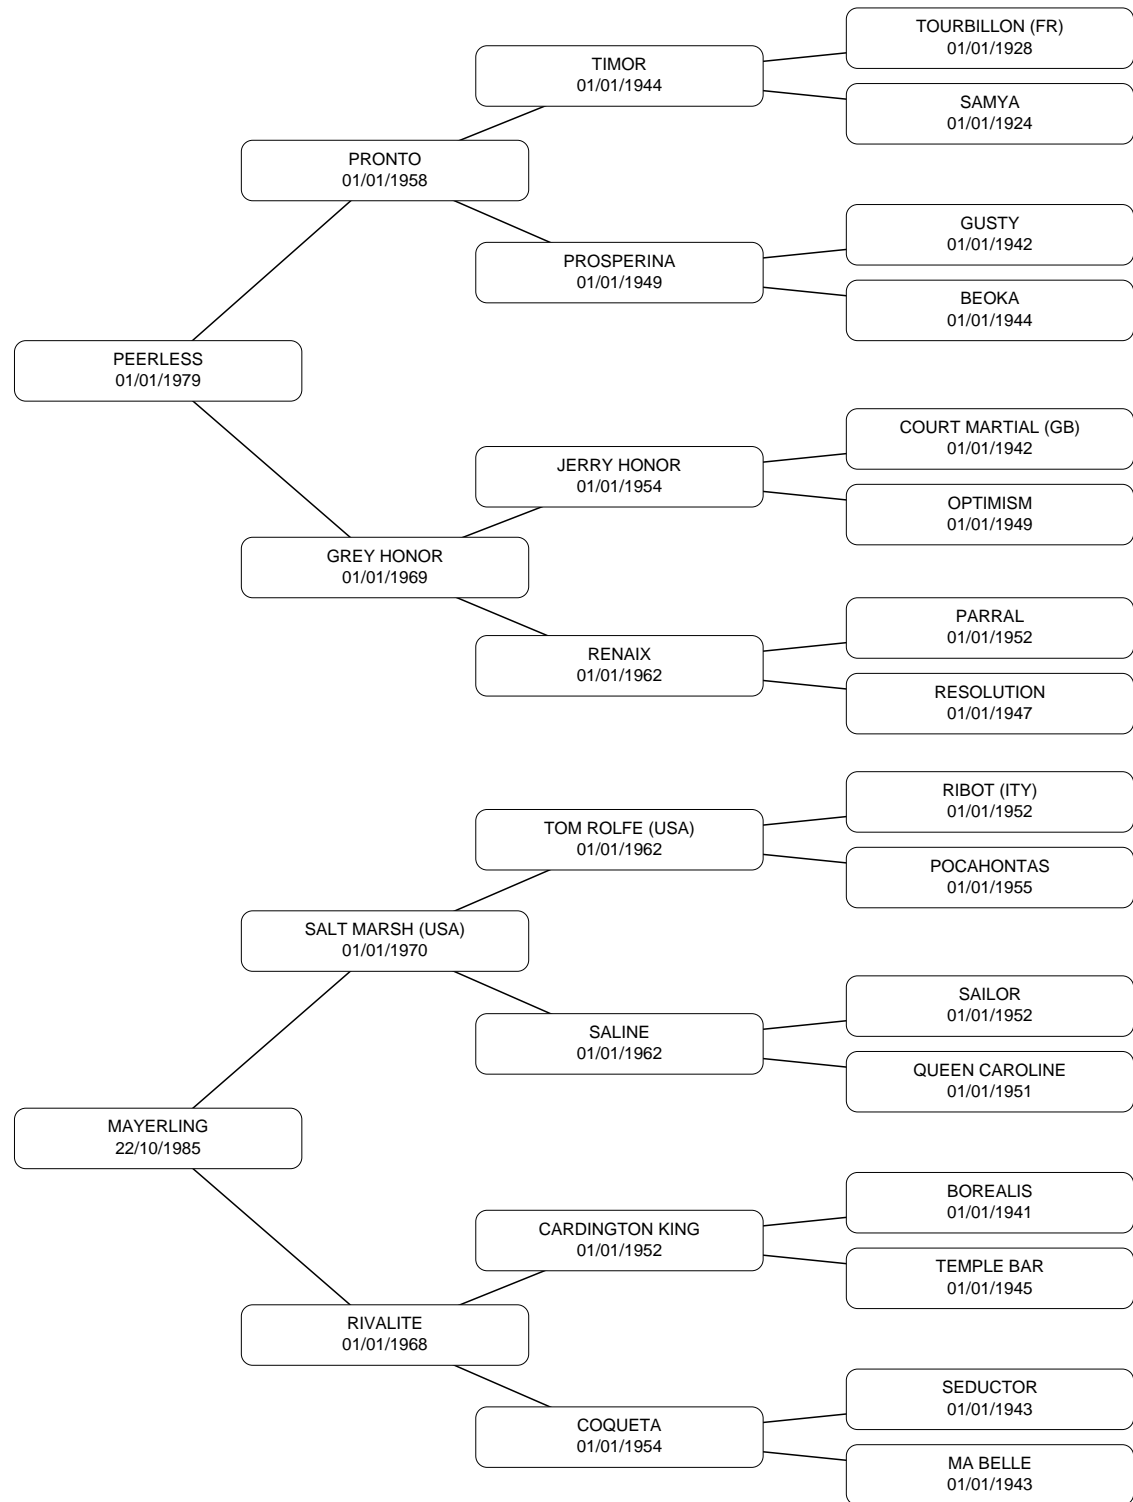 TOURBILLON (FR)
01/01/1928
TIMOR
01/01/1944
SAMYA
01/01/1924
PRONTO
01/01/1958
GUSTY
01/01/1942
PROSPERINA
01/01/1949
BEOKA
01/01/1944
PEERLESS
01/01/1979
COURT MARTIAL (GB)
01/01/1942
JERRY HONOR
01/01/1954
OPTIMISM
01/01/1949
GREY HONOR
01/01/1969
PARRAL
01/01/1952
RENAIX
01/01/1962
RESOLUTION
01/01/1947
RIBOT (ITY)
01/01/1952
TOM ROLFE (USA)
01/01/1962
POCAHONTAS
01/01/1955
SALT MARSH (USA)
01/01/1970
SAILOR
01/01/1952
SALINE
01/01/1962
QUEEN CAROLINE
01/01/1951
MAYERLING
22/10/1985
BOREALIS
01/01/1941
CARDINGTON KING
01/01/1952
TEMPLE BAR
01/01/1945
RIVALITE
01/01/1968
SEDUCTOR
01/01/1943
COQUETA
01/01/1954
MA BELLE
01/01/1943